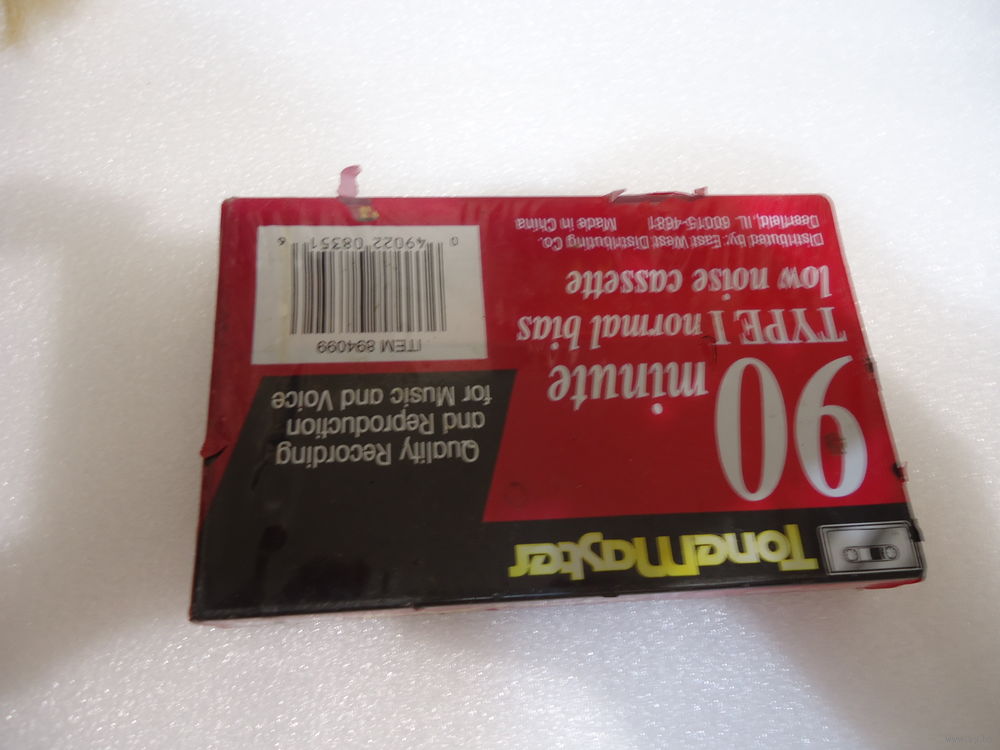 ToneMaster
90
minute
TYPE I normal bias
low noise cassette
Distributed by: East West Distributing Co.
Deerfield, IL 60015-4681 Made in China
Quality Recording
and Reproduction
for Music and Voice
ITEM 894099
0 49022 08351 6